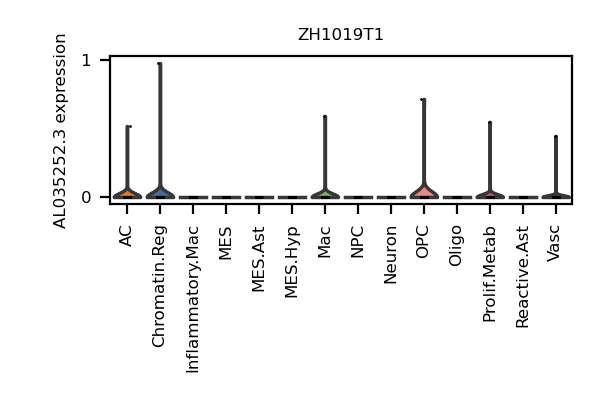 ZH1019T1
AL035252.3 expression
1
0
AC
Chromatin.Reg
Inflammatory.Mac
MES
MES.Ast
MES.Hyp
Mac
NPC
Neuron
OPC
Oligo
Prolif.Metab
Reactive.Ast
Vasc